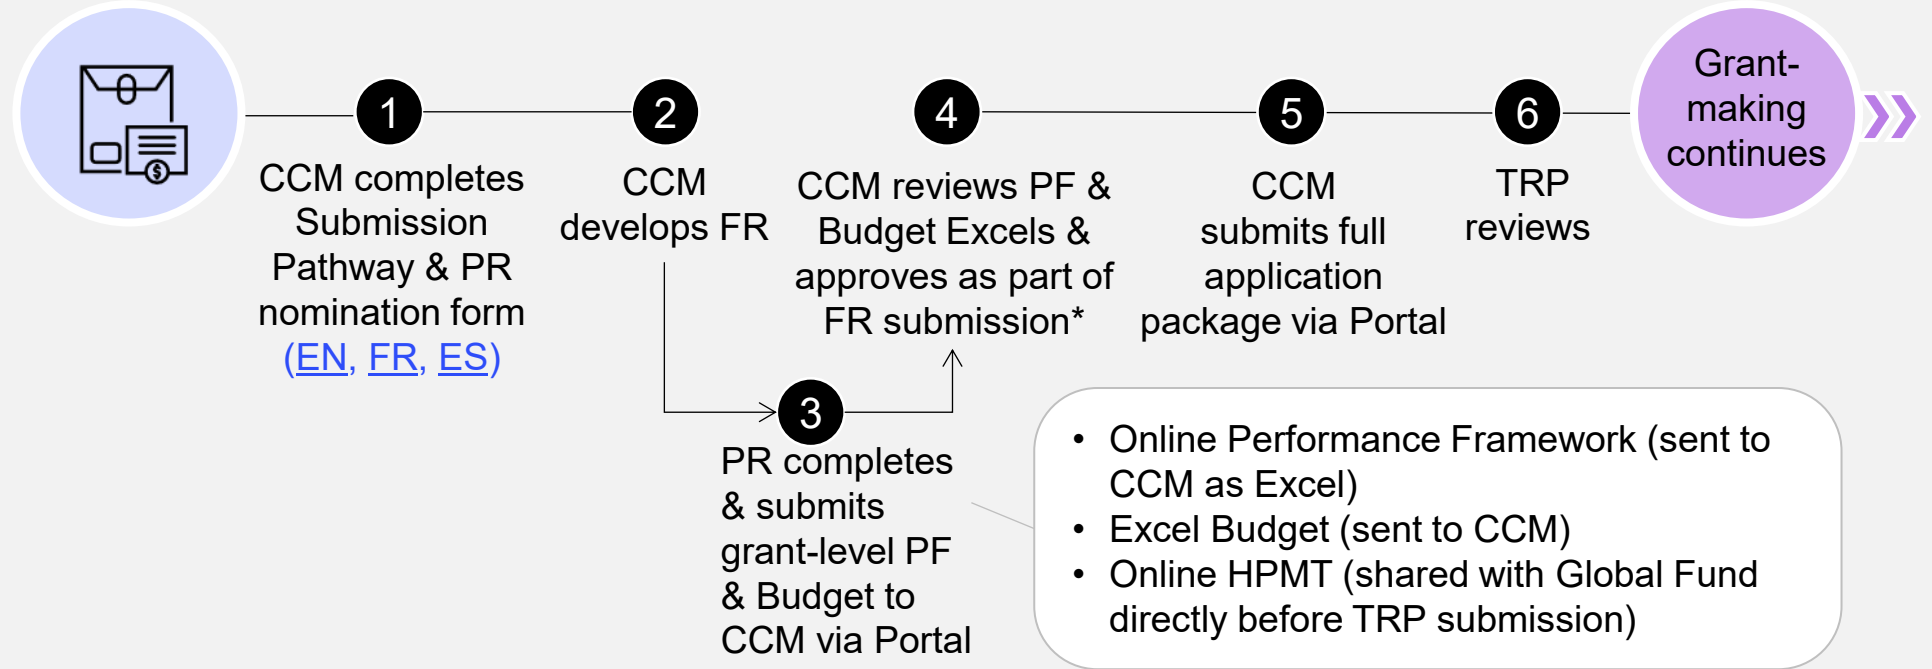 1
CCM completes
Submission
Pathway & PR
nomination form
(EN, FR, ES)
2
CCM
develops FR
3
PR completes
& submits
grant-level PF
& Budget to
CCM via Portal
• Online Performance Framework (sent to
CCM as Excel)
• Excel Budget (sent to CCM)
• Online HPMT (shared with Global Fund
directly before TRP submission)
4
CCM reviews PF &
Budget Excels &
approves as part of
FR submission*
5
CCM
submits full
application
package via Portal
6
TRP
reviews
Grant-
making
continues